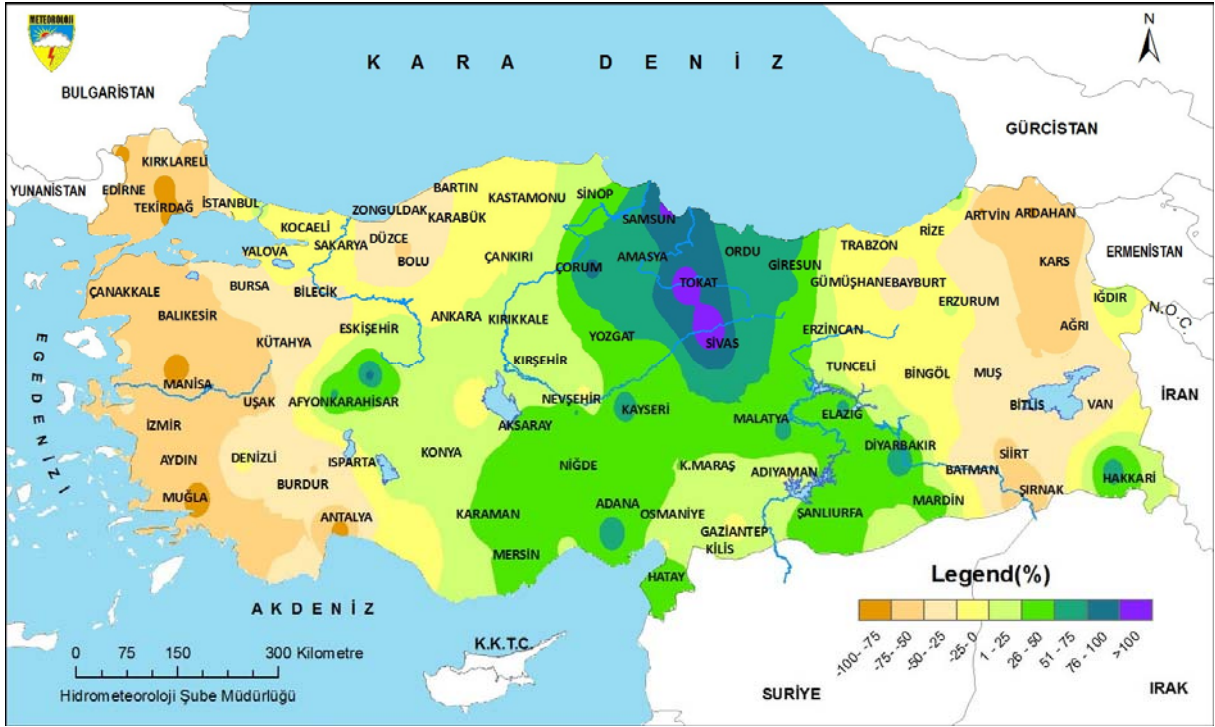 METEOROLOJİ
N
KARA DENİZ
BULGARİSTAN
GÜRCİSTAN
YUNANİSTAN
ERMENİSTAN
N.O.C.
İRAN
IRAK
SURİYE
K.K.T.C.
AKDENİZ
EGE DENİZİ
KIRKLARELİ
EDİRNE
TEKİRDAĞ
İSTANBUL
KOCAELİ
YALOVA
SAKARYA
ZONGULDAK
DÜZCE
BOLU
BARTIN
KARABÜK
KASTAMONU
SİNOP
SAMSUN
ÇANKIRI
ÇORUM
AMASYA
ORDU
TOKAT
GİRESUN
TRABZON
RİZE
ARTVİN
ARDAHAN
GÜMÜŞHANE
BAYBURT
KARS
ERZURUM
IĞDIR
AĞRI
ÇANAKKALE
BURSA
BİLECİK
BALIKESİR
KÜTAHYA
ESKİŞEHİR
ANKARA
KIRIKKALE
YOZGAT
SİVAS
ERZİNCAN
TUNCELİ
BİNGÖL
MUŞ
BİTLİS
VAN
MANİSA
UŞAK
AFYONKARAHİSAR
KIRŞEHİR
NEVŞEHİR
AKSARAY
KAYSERİ
MALATYA
ELAZIĞ
DİYARBAKIR
İZMİR
AYDIN
DENİZLİ
ISPARTA
BURDUR
KONYA
NİĞDE
K.MARAŞ
ADIYAMAN
BATMAN
SİİRT
ŞIRNAK
HAKKARİ
MUĞLA
ANTALYA
KARAMAN
MERSİN
ADANA
OSMANİYE
GAZİANTEP
KİLİS
ŞANLIURFA
MARDİN
HATAY
Legend(%)
-100--75
-75--50
-50--25
-25-0
1 - 25
26 - 50
51 - 75
76 - 100
>100
0 75 150 300 Kilometre
Hidrometeoroloji Şube Müdürlüğü